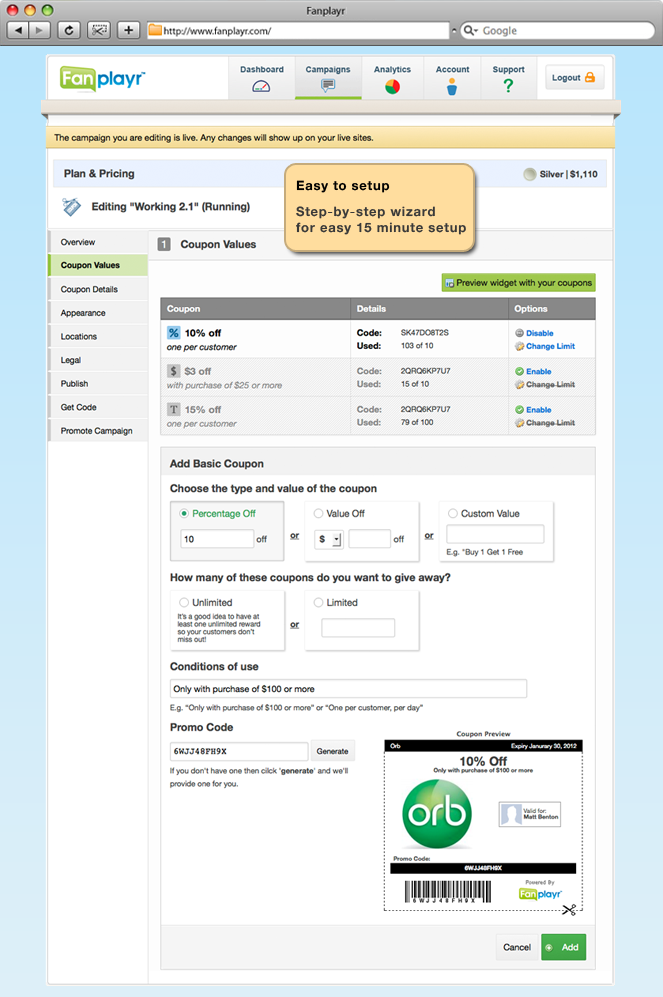 Fanplayr
http://www.fanplayr.com/
Google
Fanplayr
Dashboard
Campaigns
Analytics
Account
Support
Logout
The campaign you are editing is live. Any changes will show up on your live sites.
Plan & Pricing
Silver | $1,110
Easy to setup
Step-by-step wizard
for easy 15 minute setup
Editing "Working 2.1" (Running)
Overview
Coupon Values
Coupon Details
Appearance
Locations
Legal
Publish
Get Code
Promote Campaign
1 Coupon Values
Preview widget with your coupons
Coupon Details Options
% 10% off Code: SK47DO8T2S Disable
one per customer Used: 103 of 10 Change Limit
$ $3 off Code: 2QRQ6KP7U7 Enable
with purchase of $25 or more Used: 15 of 10 Change Limit
T 15% off Code: 2QRQ6KP7U7 Enable
one per customer Used: 79 of 100 Change Limit
Add Basic Coupon
Choose the type and value of the coupon
Percentage Off
10 off
or
Value Off
$ off
or
Custom Value
E.g. "Buy 1 Get 1 Free
How many of these coupons do you want to give away?
Unlimited
It's a good idea to have at
least one unlimited reward
so your customers don't
miss out!
or
Limited
Conditions of use
Only with purchase of $100 or more
E.g. "Only with purchase of $100 or more" or "One per customer, per day"
Promo Code
6WJJ48FH9X Generate
If you don't have one then cilck 'generate' and we'll
provide one for you.
Coupon Preview
Orb Expiry Janurary 30, 2012
10% Off
Only with purchase of $100 or more
orb
Valid for:
Matt Benton
Promo Code:
6WJJ48FH9X
6WJJ48FH9X
Powered By
Fanplayr
Cancel
Add